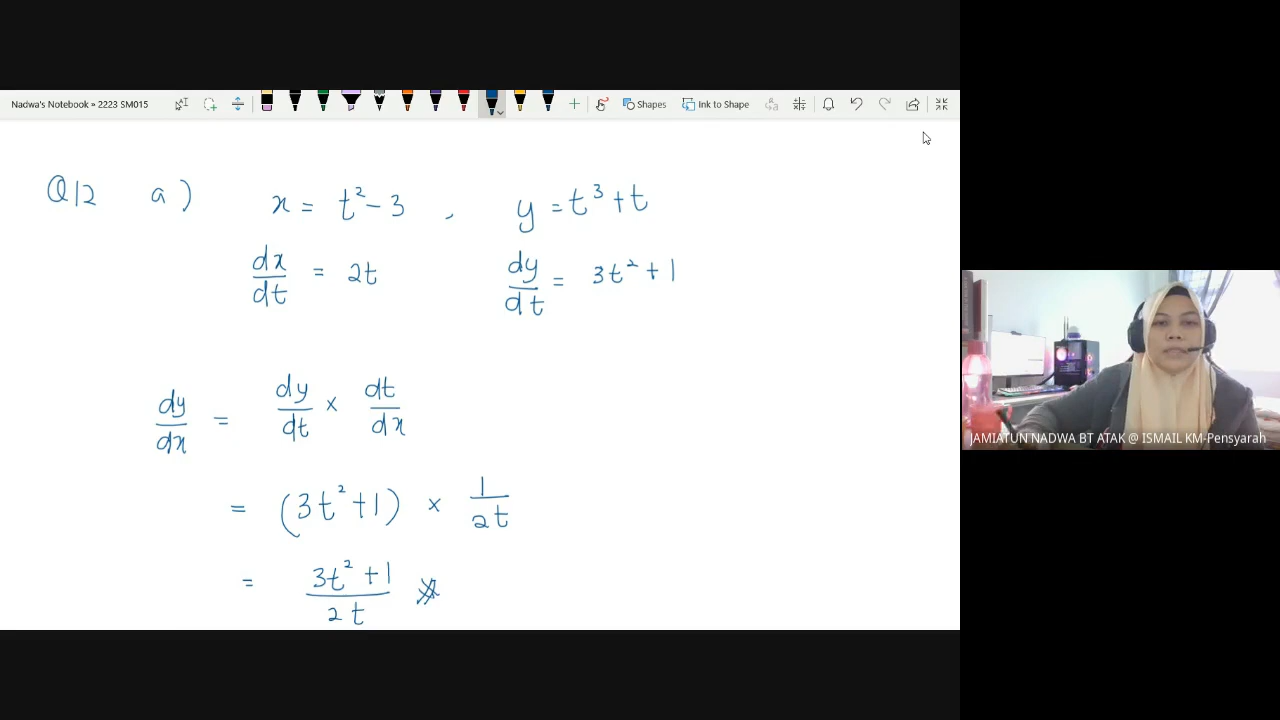 Nadwa's Notebook » 2223 SM015
Shapes
Ink to Shape
Q12 a) x = t² - 3 , y = t³ + t
dx/dt = 2t dy/dt = 3t² + 1
dy/dx = dy/dt × dt/dx
= (3t² + 1) × 1/2t
= 3t² + 1/2t
JAMIATUN NADWA BT ATAK @ ISMAIL KM-Pensyarah